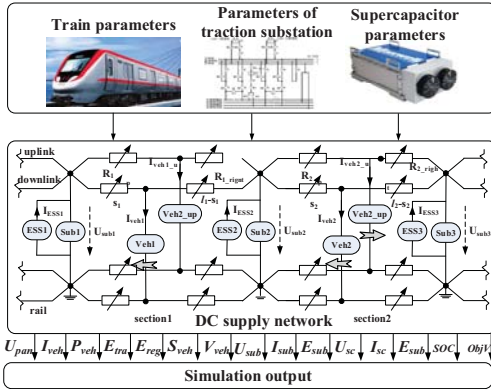 Train parameters
Parameters of traction substation
Supercapacitor parameters
uplink
downlink
R1
s1
Iveh1_u
R1_right
l1-s1
R2
s2
Iveh2_u
R2_righ
l2-s2
IESS1
ESS1
Sub1
Usub1
Iveh1
Veh1
Veh2_up
IESS2
ESS2
Sub2
Usub2
Iveh2
Veh2
Veh2_up
IESS3
ESS3
Sub3
Usub3
rail
section1
section2
DC supply network
Upan Iveh Pveh Etra Ereg Sveh Vveh Usub Isub Esub Usc Isc Esub SOC ObjV
Simulation output